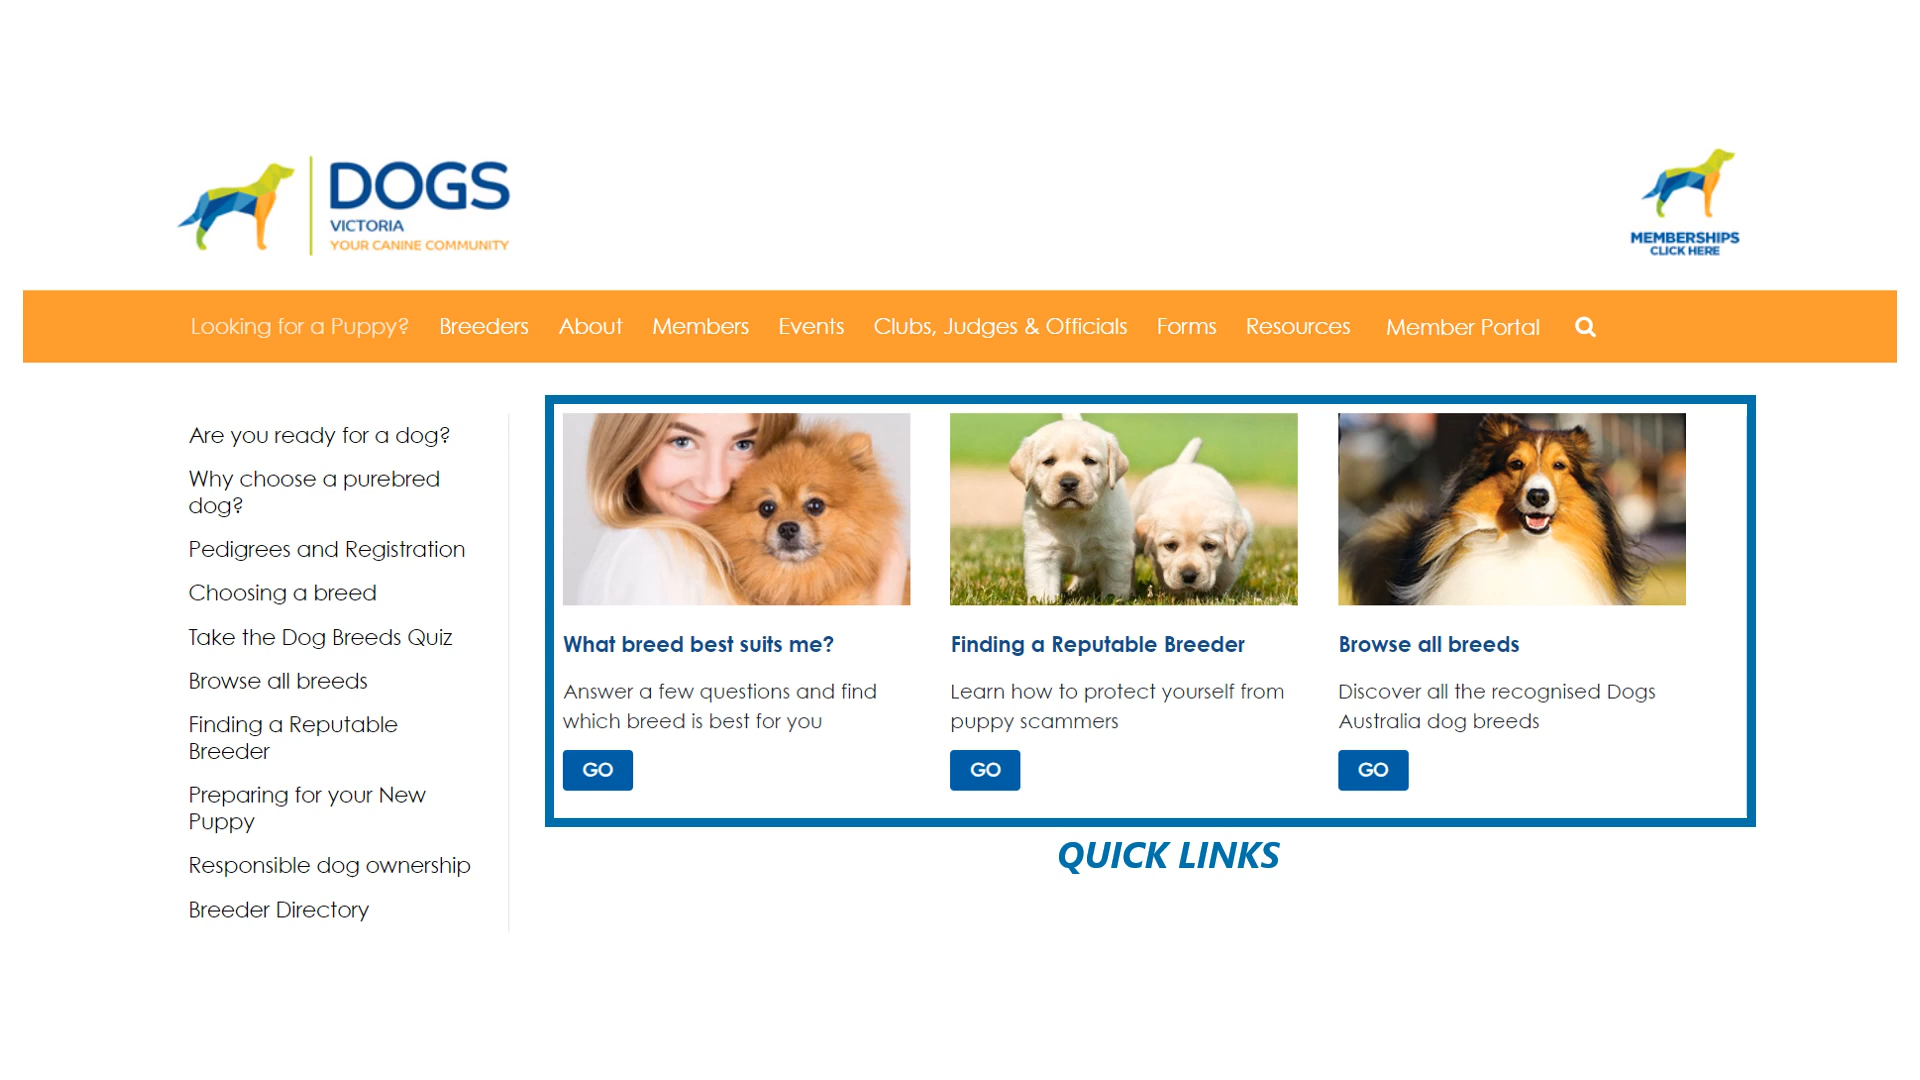 DOGS
VICTORIA
YOUR CANINE COMMUNITY
MEMBERSHIPS
CLICK HERE
Looking for a Puppy? Breeders About Members Events Clubs, Judges & Officials Forms Resources Member Portal
Are you ready for a dog?
Why choose a purebred
dog?
Pedigrees and Registration
Choosing a breed
Take the Dog Breeds Quiz
Browse all breeds
Finding a Reputable
Breeder
Preparing for your New
Puppy
Responsible dog ownership
Breeder Directory
What breed best suits me?
Answer a few questions and find
which breed is best for you
GO
Finding a Reputable Breeder
Learn how to protect yourself from
puppy scammers
GO
Browse all breeds
Discover all the recognised Dogs
Australia dog breeds
GO
QUICK LINKS